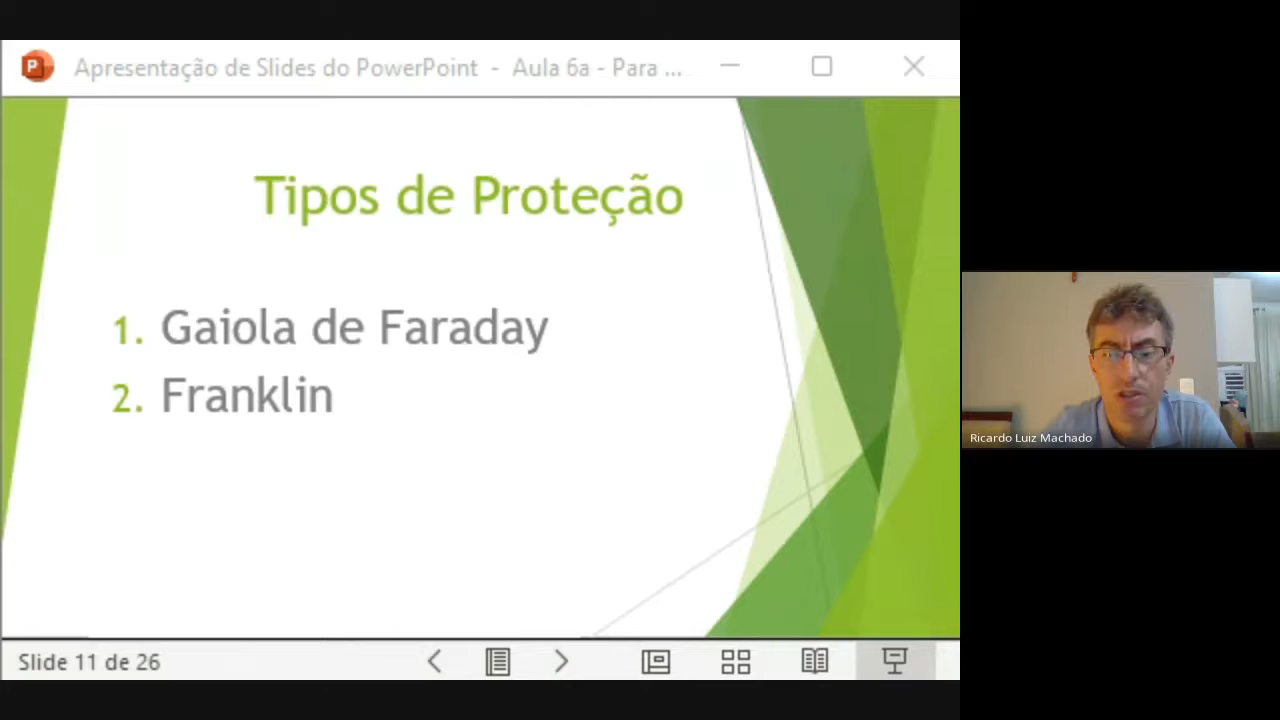 Apresentação de Slides do PowerPoint - Aula 6a - Para ...
Tipos de Proteção
1. Gaiola de Faraday
2. Franklin
Ricardo Luiz Machado
Slide 11 de 26